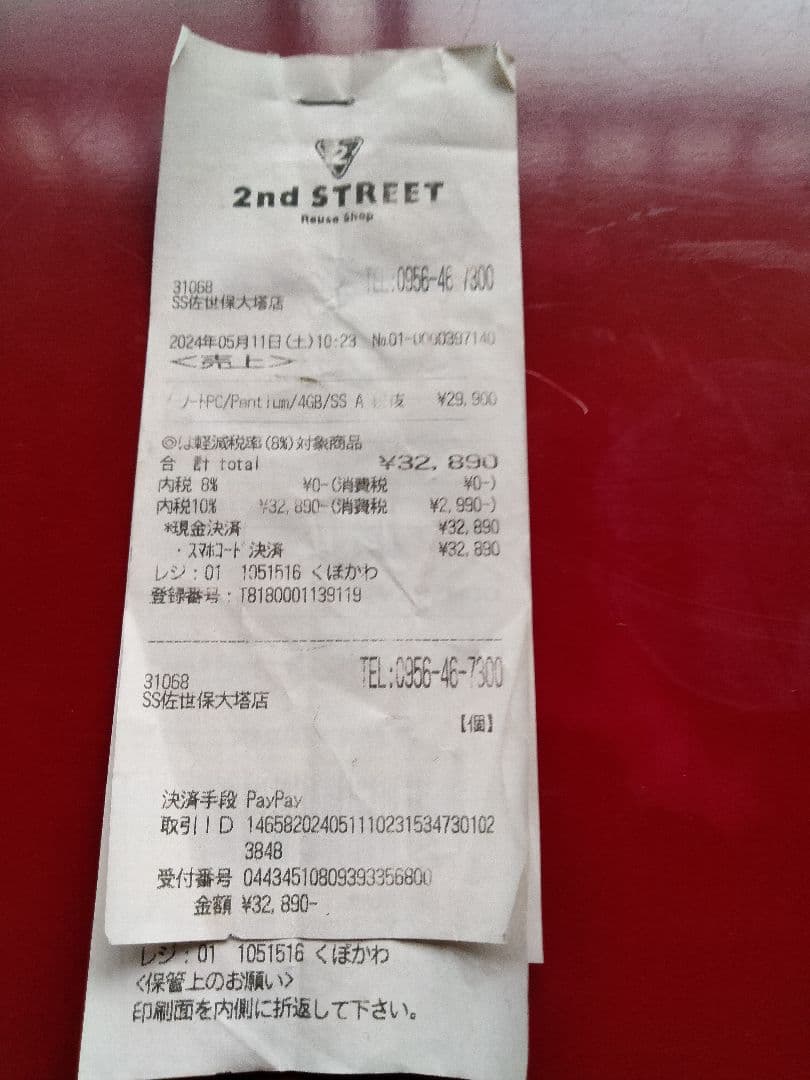 2nd STREET
Reuse Shop
TEL:0956-46-7300
31068
SS佐世保大塔店
2024年05月11日(土)10:23 No.01-0000397140
<売上>
ノートPC/Pentium/4GB/SS A ¥29,900
◎は軽減税率(8%)対象商品
合 計 total ¥32,890
内税 8% ¥0-(消費税 ¥0-)
内税10% ¥32,890-(消費税 ¥2,990-)
*現金決済 ¥32,890
・スマホコード決済 ¥32,890
レジ:01 1051516 くぼかわ
登録番号:T8180001139119
TEL:0956-46-7300
31068
SS佐世保大塔店
【個】
決済手段 PayPay
取引ID 146582024051110231534730102
3848
受付番号 04434510809393356800
金額 ¥32,890-
レジ:01 1051516 くぼかわ
<保管上のお願い>
印刷面を内側に折返して下さい。